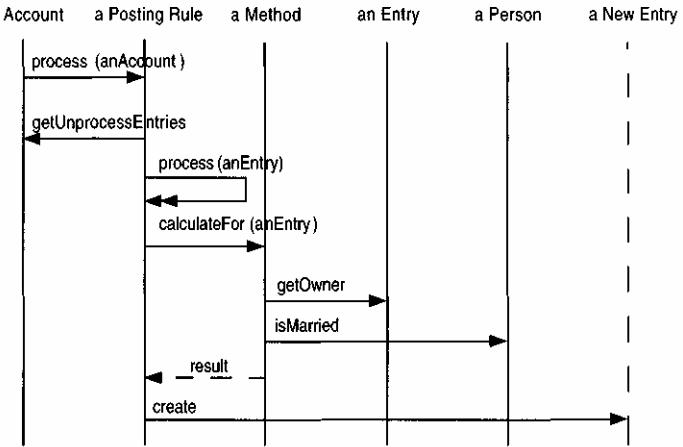 Account a Posting Rule a Method an Entry a Person a New Entry
process (anAccount)
getUnprocessEntries
process (anEntry)
calculateFor (anEntry)
getOwner
isMarried
result
create